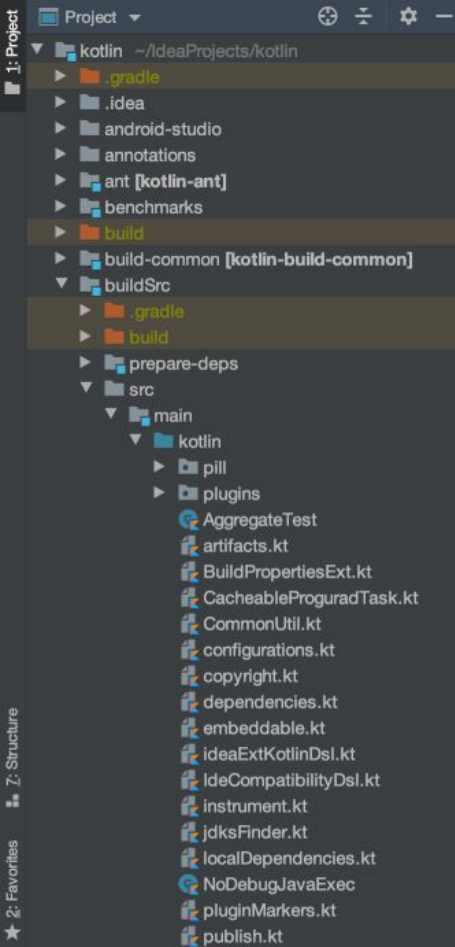 Project
kotlin ~/IdeaProjects/kotlin
.gradle
.idea
android-studio
annotations
ant [kotlin-ant]
benchmarks
build
build-common [kotlin-build-common]
buildSrc
.gradle
build
prepare-deps
src
main
kotlin
pill
plugins
AggregateTest
artifacts.kt
BuildPropertiesExt.kt
CacheableProguradTask.kt
CommonUtil.kt
configurations.kt
copyright.kt
dependencies.kt
embeddable.kt
ideaExtKotlinDsl.kt
IdeCompatibilityDsl.kt
instrument.kt
jdksFinder.kt
localDependencies.kt
NoDebugJavaExec
pluginMarkers.kt
publish.kt
1: Project
7: Structure
2: Favorites